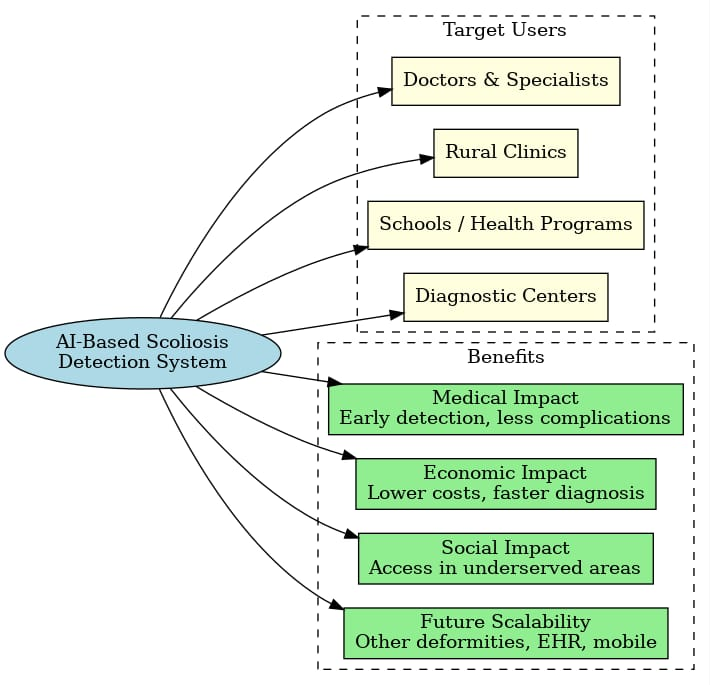 Target Users
Doctors & Specialists
Rural Clinics
Schools / Health Programs
Diagnostic Centers
AI-Based Scoliosis
Detection System
Benefits
Medical Impact
Early detection, less complications
Economic Impact
Lower costs, faster diagnosis
Social Impact
Access in underserved areas
Future Scalability
Other deformities, EHR, mobile